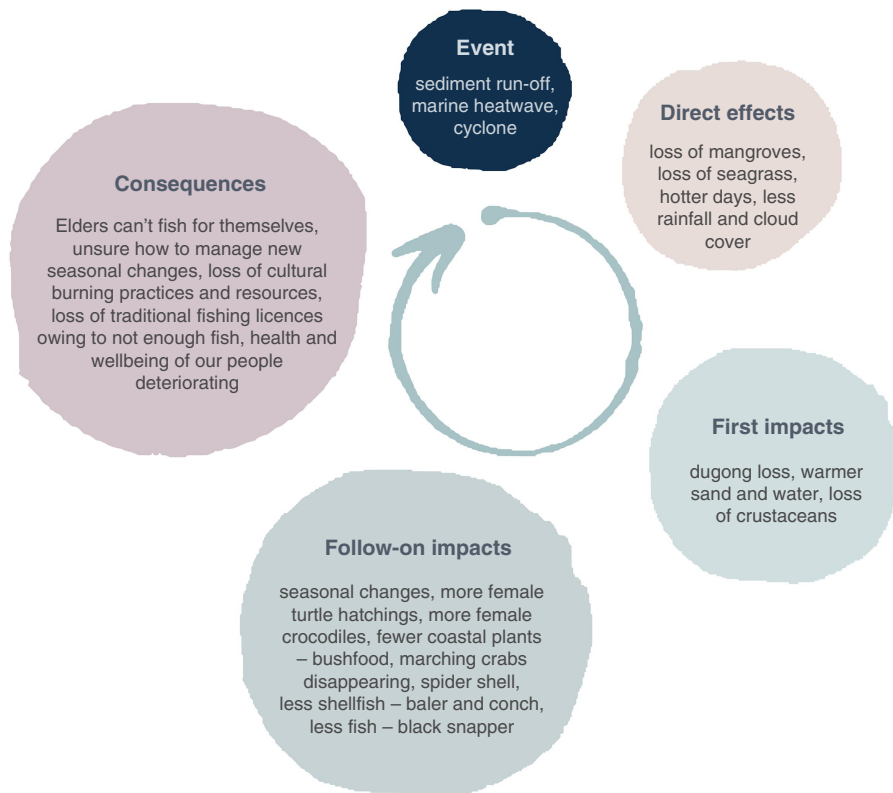 Event
sediment run-off,
marine heatwave,
cyclone
Direct effects
loss of mangroves,
loss of seagrass,
hotter days, less
rainfall and cloud
cover
First impacts
dugong loss, warmer
sand and water, loss
of crustaceans
Follow-on impacts
seasonal changes, more female
turtle hatchings, more female
crocodiles, fewer coastal plants
– bushfood, marching crabs
disappearing, spider shell,
less shellfish – baler and conch,
less fish – black snapper
Consequences
Elders can’t fish for themselves,
unsure how to manage new
seasonal changes, loss of cultural
burning practices and resources,
loss of traditional fishing licences
owing to not enough fish, health and
wellbeing of our people
deteriorating